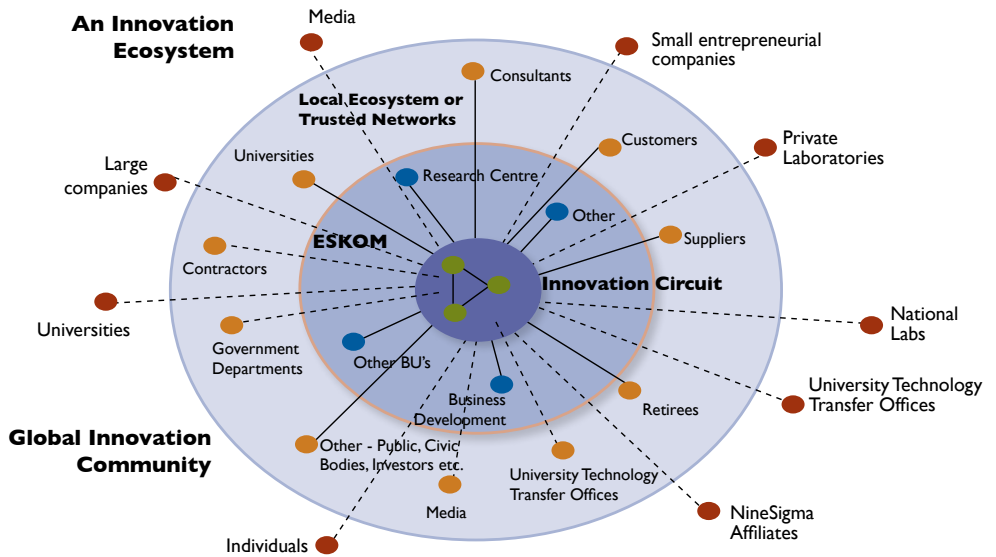 An Innovation
Ecosystem
Media
Small entrepreneurial
companies
Consultants
Local Ecosystem or
Trusted Networks
Customers
Private
Laboratories
Universities
Large
companies
Research Centre
Other
ESKOM
Suppliers
Contractors
Innovation Circuit
Universities
National
Labs
Government
Departments
Other BU's
Business
Development
Retirees
University Technology
Transfer Offices
Global Innovation
Community
Other - Public, Civic
Bodies, Investors etc.
University Technology
Transfer Offices
Media
NineSigma
Affiliates
Individuals